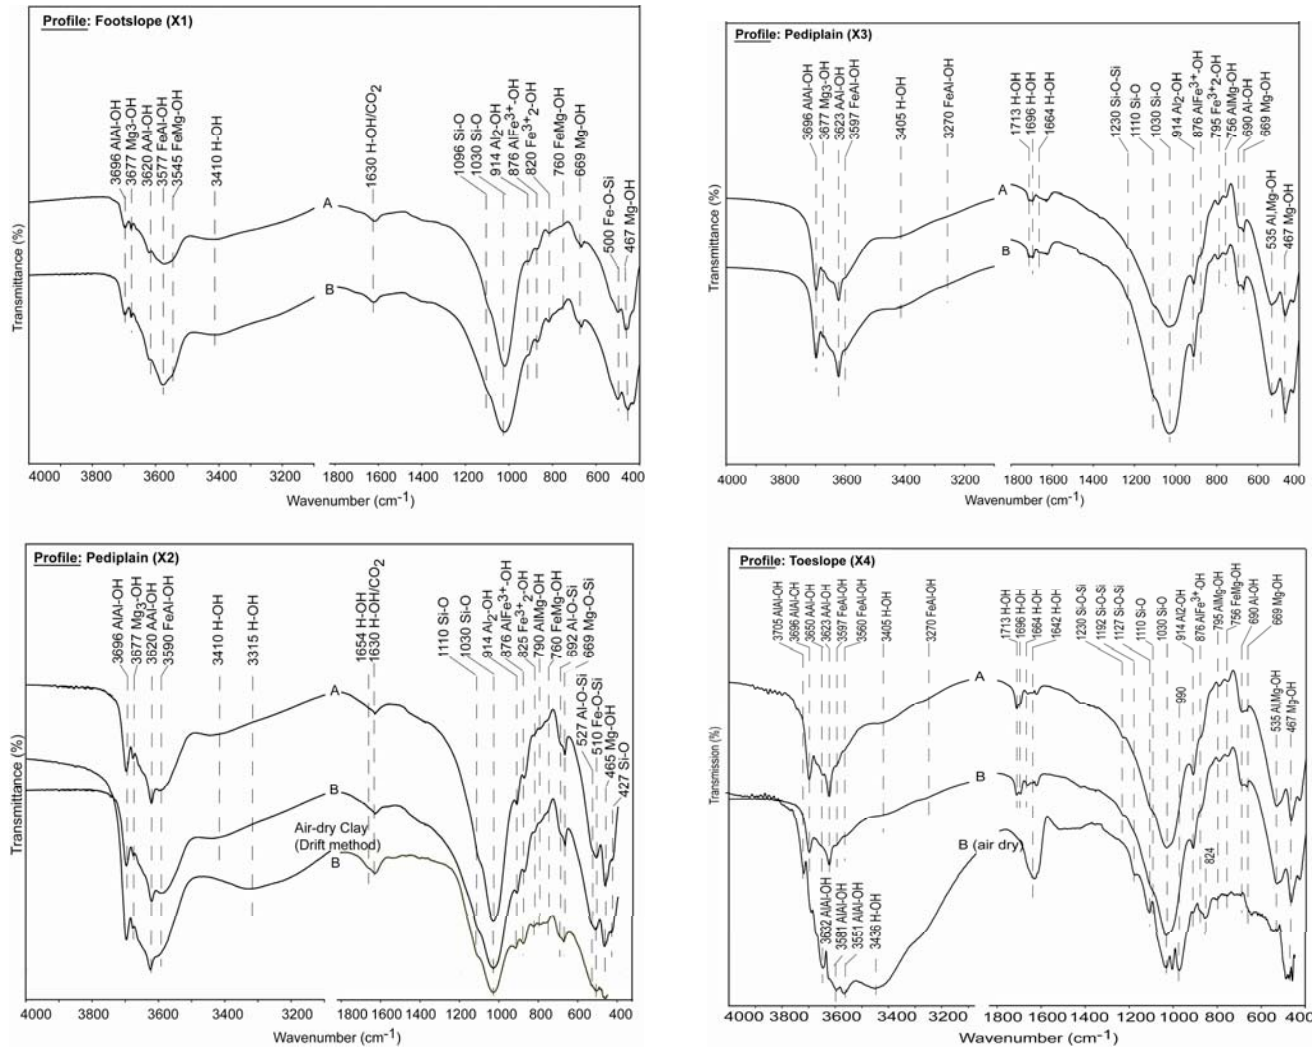 Profile: Footslope (X1)
3696 AlAl-OH
3677 Mg3-OH
3620 AAl-OH
3577 FeAl-OH
3545 FeMg-OH
3410 H-OH
1630 H-OH/CO2
1096 Si-O
1030 Si-O
914 Al2-OH
876 AlFe3+-OH
820 Fe3+2-OH
760 FeMg-OH
669 Mg-OH
500 Fe-O-Si
467 Mg-OH
A
B
Transmittance (%)
4000 3800 3600 3400 3200 1800 1600 1400 1200 1000 800 600 400
Wavenumber (cm-1)
Profile: Pediplain (X3)
3696 AlAl-OH
3677 Mg3-OH
3623 AAl-OH
3597 FeAl-OH
3405 H-OH
3270 FeAl-OH
1713 H-OH
1696 H-OH
1664 H-OH
1230 Si-O-Si
1110 Si-O
1030 Si-O
914 Al2-OH
876 AlFe3+-OH
795 Fe3+2-OH
756 AlMg-OH
690 Al-OH
669 Mg-OH
535 Al,Mg-OH
467 Mg-OH
A
B
Transmittance (%)
4000 3800 3600 3400 3200 1800 1600 1400 1200 1000 800 600 400
Wavenumber (cm-1)
Profile: Pediplain (X2)
3696 AlAl-OH
3677 Mg3-OH
3620 AAl-OH
3590 FeAl-OH
3410 H-OH
3315 H-OH
1654 H-OH
1630 H-OH/CO2
1110 Si-O
1030 Si-O
914 Al2-OH
876 AlFe3+-OH
825 Fe3+2-OH
790 AlMg-OH
760 FeMg-OH
692 Al-O-Si
669 Mg-O-Si
527 Al-O-Si
510 Fe-O-Si
465 Mg-OH
427 Si-O
A
B
Air-dry Clay
(Drift method)
B
Transmittance (%)
4000 3800 3600 3400 3200 1800 1600 1400 1200 1000 800 600 400
Wavenumber (cm-1)
Profile: Toeslope (X4)
3705 AlAl-OH
3696 AlAl-OH
3650 AAl-OH
3623 AAl-OH
3597 FeAl-OH
3560 FeAl-OH
3405 H-OH
3270 FeAl-OH
1713 H-OH
1696 H-OH
1664 H-OH
1642 H-OH
1230 Si-O-Si
1192 Si-O-Si
1127 Si-O-Si
1110 Si-O
1030 Si-O
914 Al2-OH
876 AlFe3+-OH
795 AlMg-OH
756 FeMg-OH
690 Al-OH
669 Mg-OH
535 Al,Mg-OH
467 Mg-OH
990
824
A
B
B (air dry)
3632 AlAl-OH
3581 AlAl-OH
3551 AlAl-OH
3436 H-OH
Transmission (%)
4000 3800 3600 3400 3200 1800 1600 1400 1200 1000 800 600 400
Wavenumber (cm-1)